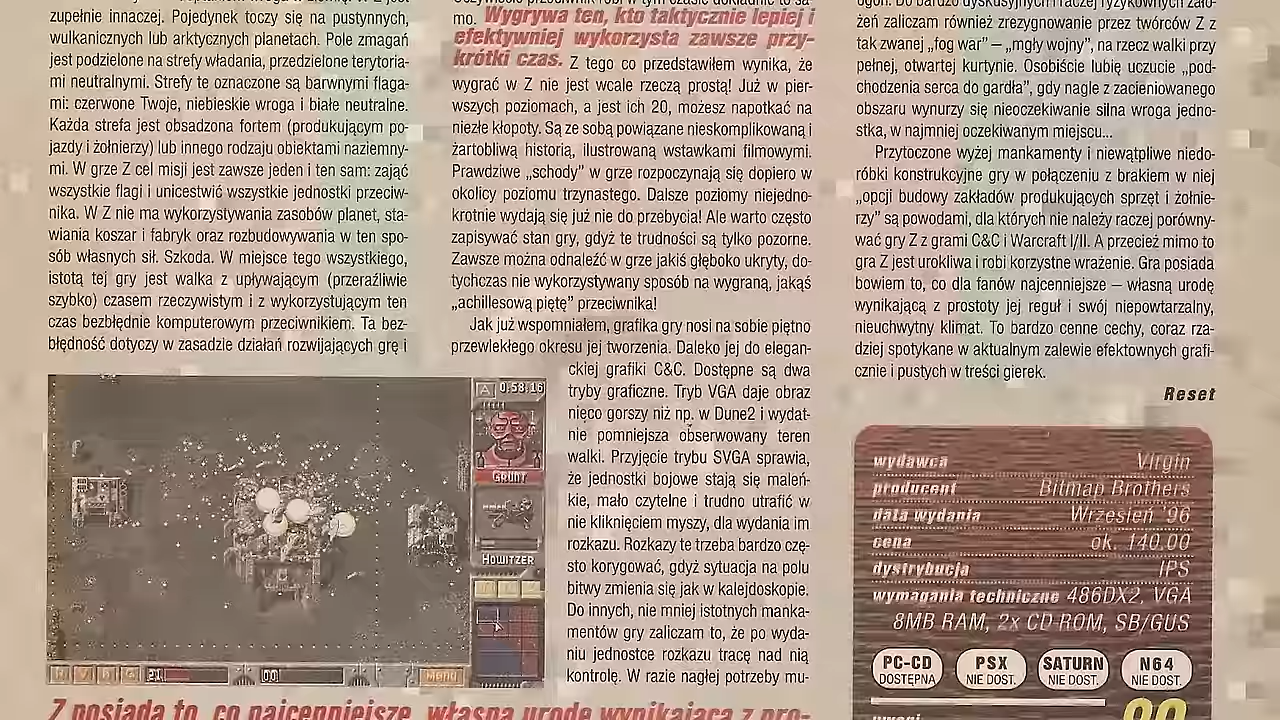 zupełnie innaczej. Pojedynek toczy się na pustynnych,
wulkanicznych lub arktycznych planetach. Pole zmagań
jest podzielone na strefy władania, przedzielone terytoria-
mi neutralnymi. Strefy te oznaczone są barwnymi flaga-
mi: czerwone Twoje, niebieskie wroga i białe neutralne.
Każda strefa jest obsadzona fortem (produkującym po-
jazdy i żołnierzy) lub innego rodzaju obiektami naziemny-
mi. W grze Z cel misji jest zawsze jeden i ten sam: zająć
wszystkie flagi i unicestwić wszystkie jednostki przeciw-
nika. W Z nie ma wykorzystywania zasobów planet, sta-
wiania koszar i fabryk oraz rozbudowywania w ten spo-
sób własnych sił. Szkoda. W miejsce tego wszystkiego,
istotą tej gry jest walka z upływającym (przeraźliwie
szybko) czasem rzeczywistym i z wykorzystującym ten
czas bezbłędnie komputerowym przeciwnikiem. Ta bez-
błędność dotyczy w zasadzie działań rozwijających grę i
A 0.58.16
GRUNT
HOWITZER
R V B G 21 00 MENU
Z posiada to, co najcenniejsze, własną urodę wynikającą z pro-
mo. Wygrywa ten, kto taktycznie lepiej i
efektywniej wykorzysta zawsze przy-
krótki czas. Z tego co przedstawiłem wynika, że
wygrać w Z nie jest wcale rzeczą prostą! Już w pier-
wszych poziomach, a jest ich 20, możesz napotkać na
niezłe kłopoty. Są ze sobą powiązane nieskomplikowaną i
żartobliwą historią, ilustrowaną wstawkami filmowymi.
Prawdziwe „schody” w grze rozpoczynają się dopiero w
okolicy poziomu trzynastego. Dalsze poziomy niejedno-
krotnie wydają się już nie do przebycia! Ale warto często
zapisywać stan gry, gdyż te trudności są tylko pozorne.
Zawsze można odnaleźć w grze jakiś głęboko ukryty, do-
tychczas nie wykorzystywany sposób na wygraną, jakąś
„achillesową piętę” przeciwnika!
Jak już wspomniałem, grafika gry nosi na sobie piętno
przewlekłego okresu jej tworzenia. Daleko jej do elegan-
ckiej grafiki C&C. Dostępne są dwa
tryby graficzne. Tryb VGA daje obraz
nieco gorszy niż np. w Dune2 i wydat-
nie pomniejsza obserwowany teren
walki. Przyjęcie trybu SVGA sprawia,
że jednostki bojowe stają się maleń-
kie, mało czytelne i trudno utrafić w
nie kliknięciem myszy, dla wydania im
rozkazu. Rozkazy te trzeba bardzo czę-
sto korygować, gdyż sytuacja na polu
bitwy zmienia się jak w kalejdoskopie.
Do innych, nie mniej istotnych manka-
mentów gry zaliczam to, że po wyda-
niu jednostce rozkazu tracę nad nią
kontrolę. W razie nagłej potrzeby mu-
żeń zaliczam również zrezygnowanie przez twórców Z z
tak zwanej „fog war” – „mgły wojny”, na rzecz walki przy
pełnej, otwartej kurtynie. Osobiście lubię uczucie „pod-
chodzenia serca do gardła”, gdy nagle z zacienionego
obszaru wynurzy się nieoczekiwanie silna wroga jedno-
stka, w najmniej oczekiwanym miejscu...
Przytoczone wyżej mankamenty i niewątpliwe niedo-
róbki konstrukcyjne gry w połączeniu z brakiem w niej
„opcji budowy zakładów produkujących sprzęt i żołnie-
rzy” są powodami, dla których nie należy raczej porówny-
wać gry Z z grami C&C i Warcraft I/II. A przecież mimo to
gra Z jest urokliwa i robi korzystne wrażenie. Gra posiada
bowiem to, co dla fanów najcenniejsze – własną urodę
wynikającą z prostoty jej reguł i swój niepowtarzalny,
nieuchwytny klimat. To bardzo cenne cechy, coraz rza-
dziej spotykane w aktualnym zalewie efektownych grafi-
cznie i pustych w treści gierek.
Reset
wydawca Virgin
producent Bitmap Brothers
data wydania Wrzesień '96
cena ok. 140.00
dystrybucja IPS
wymagania techniczne 486DX2, VGA
8MB RAM, 2x CD ROM, SB/GUS
PC-CD DOSTĘPNA
PSX NIE DOST.
SATURN NIE DOST.
N64 NIE DOST.